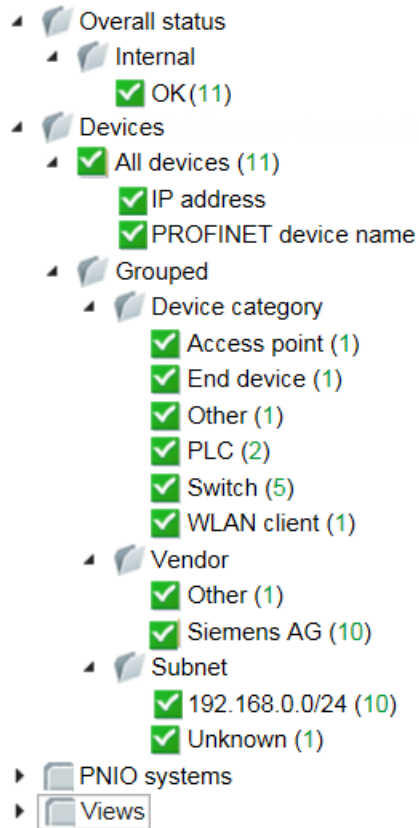 Overall status
Internal
OK(11)
Devices
All devices (11)
IP address
PROFINET device name
Grouped
Device category
Access point (1)
End device (1)
Other (1)
PLC (2)
Switch (5)
WLAN client (1)
Vendor
Other (1)
Siemens AG (10)
Subnet
192.168.0.0/24 (10)
Unknown (1)
PNIO systems
Views